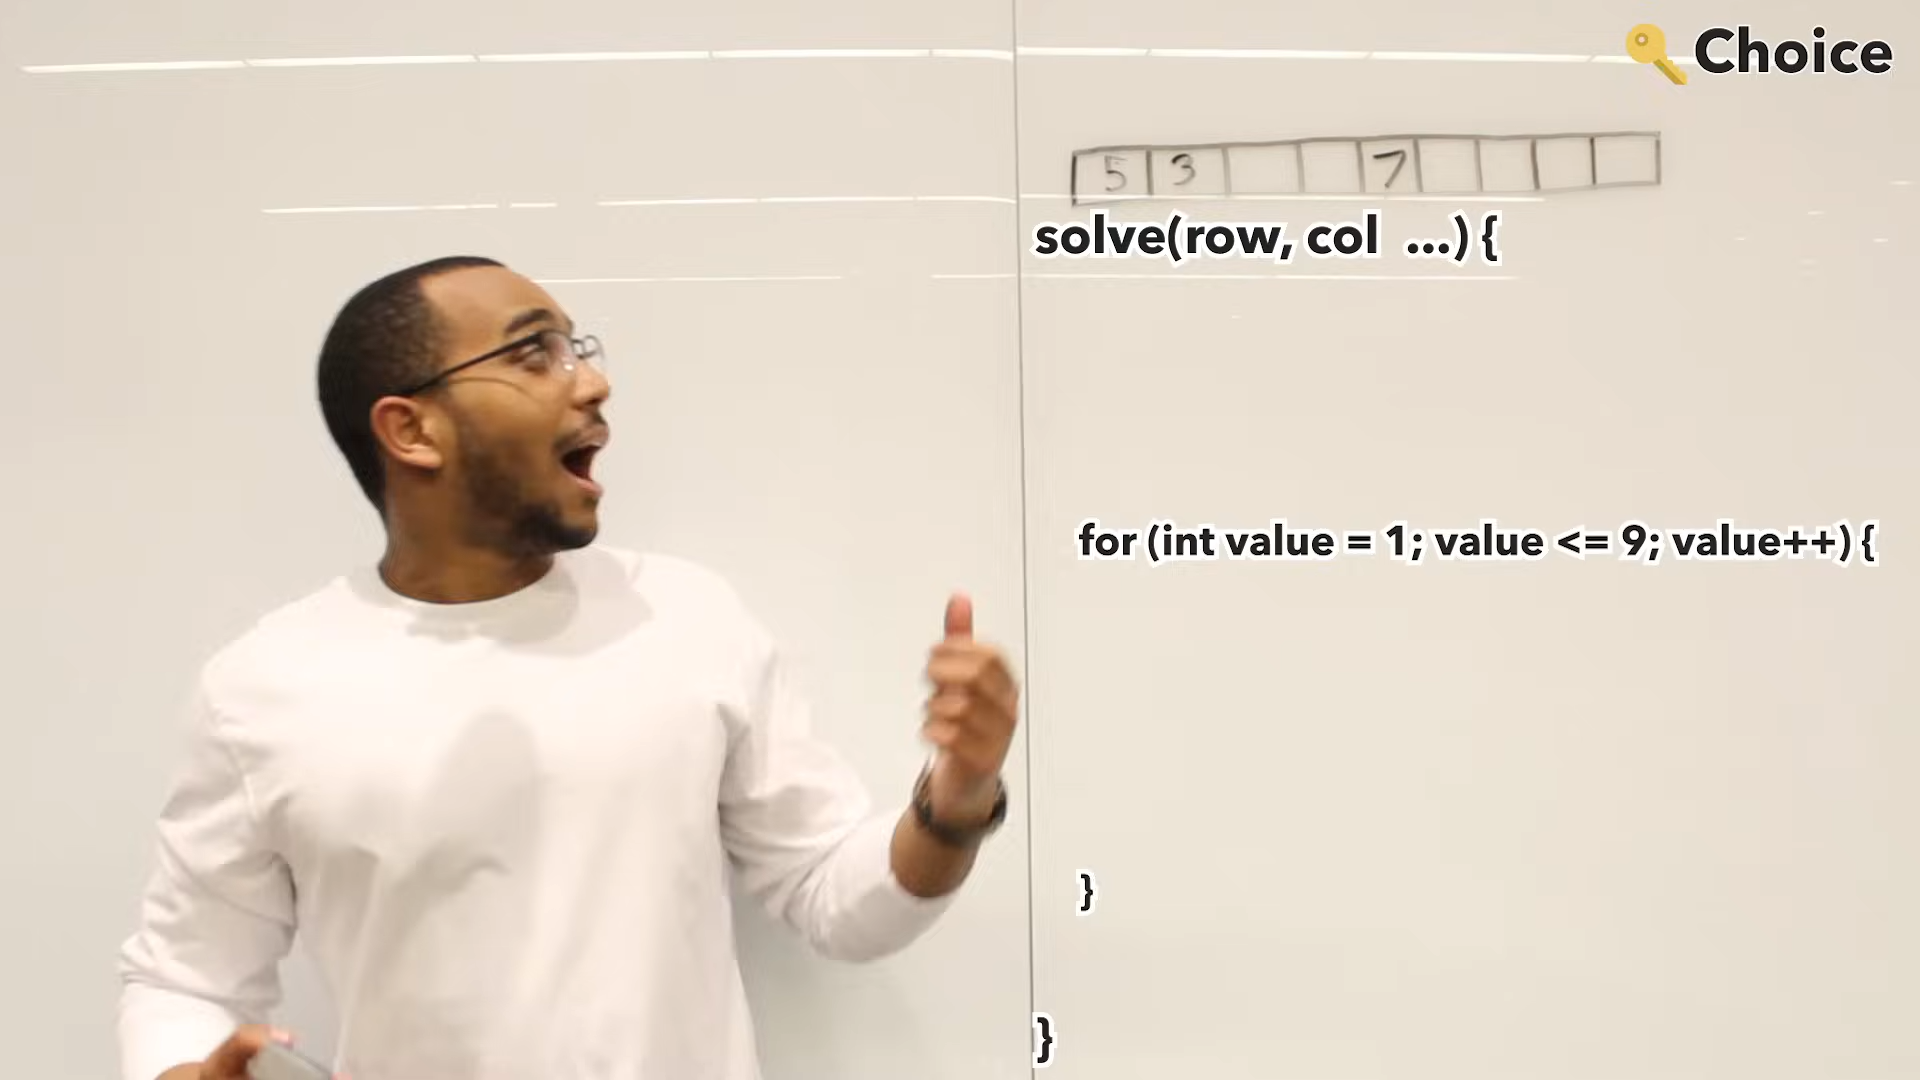 🔑 Choice
5 3 7
solve(row, col ...) {
for (int value = 1; value <= 9; value++) {
}
}